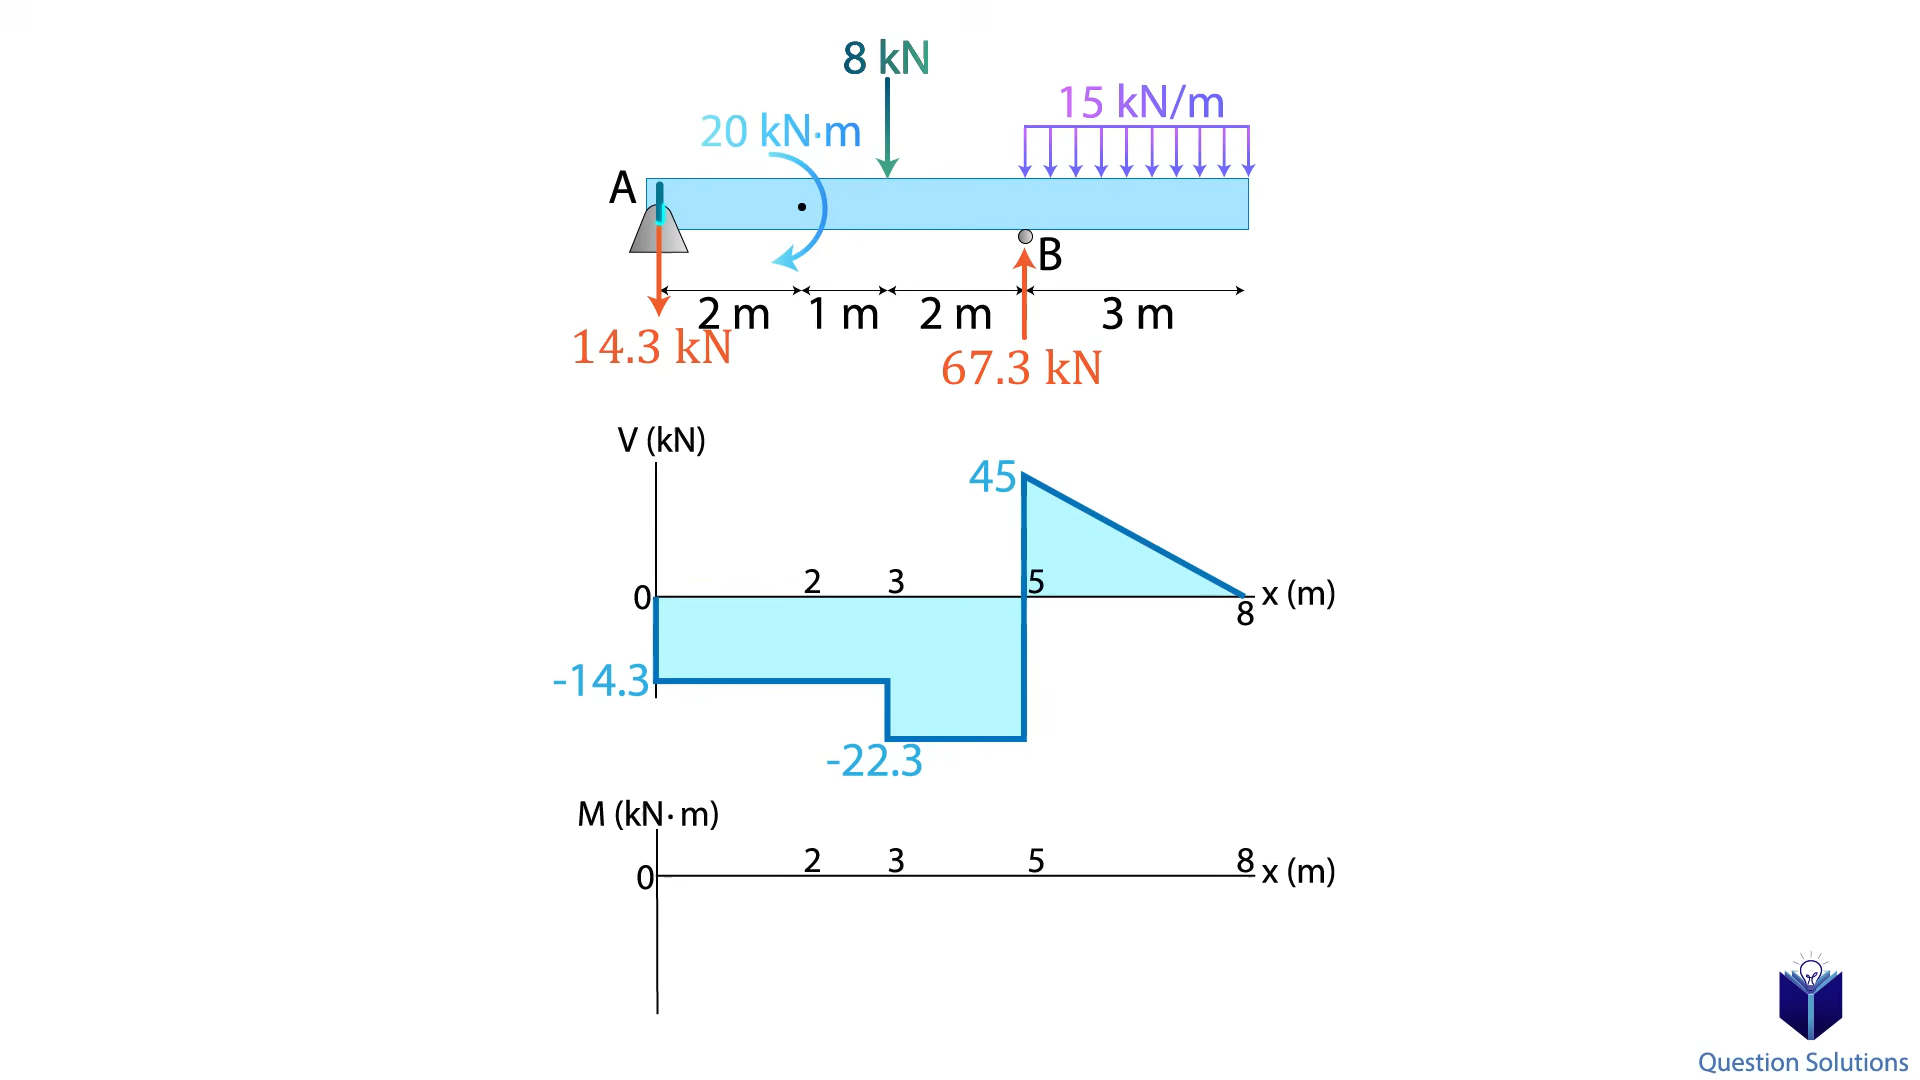 8 kN
15 kN/m
20 kN·m
A
B
2 m 1 m 2 m 3 m
14.3 kN
67.3 kN
V (kN)
45
2 3 5
0 x (m)
8
-14.3
-22.3
M (kN·m)
2 3 5 8
0 x (m)
Question Solutions